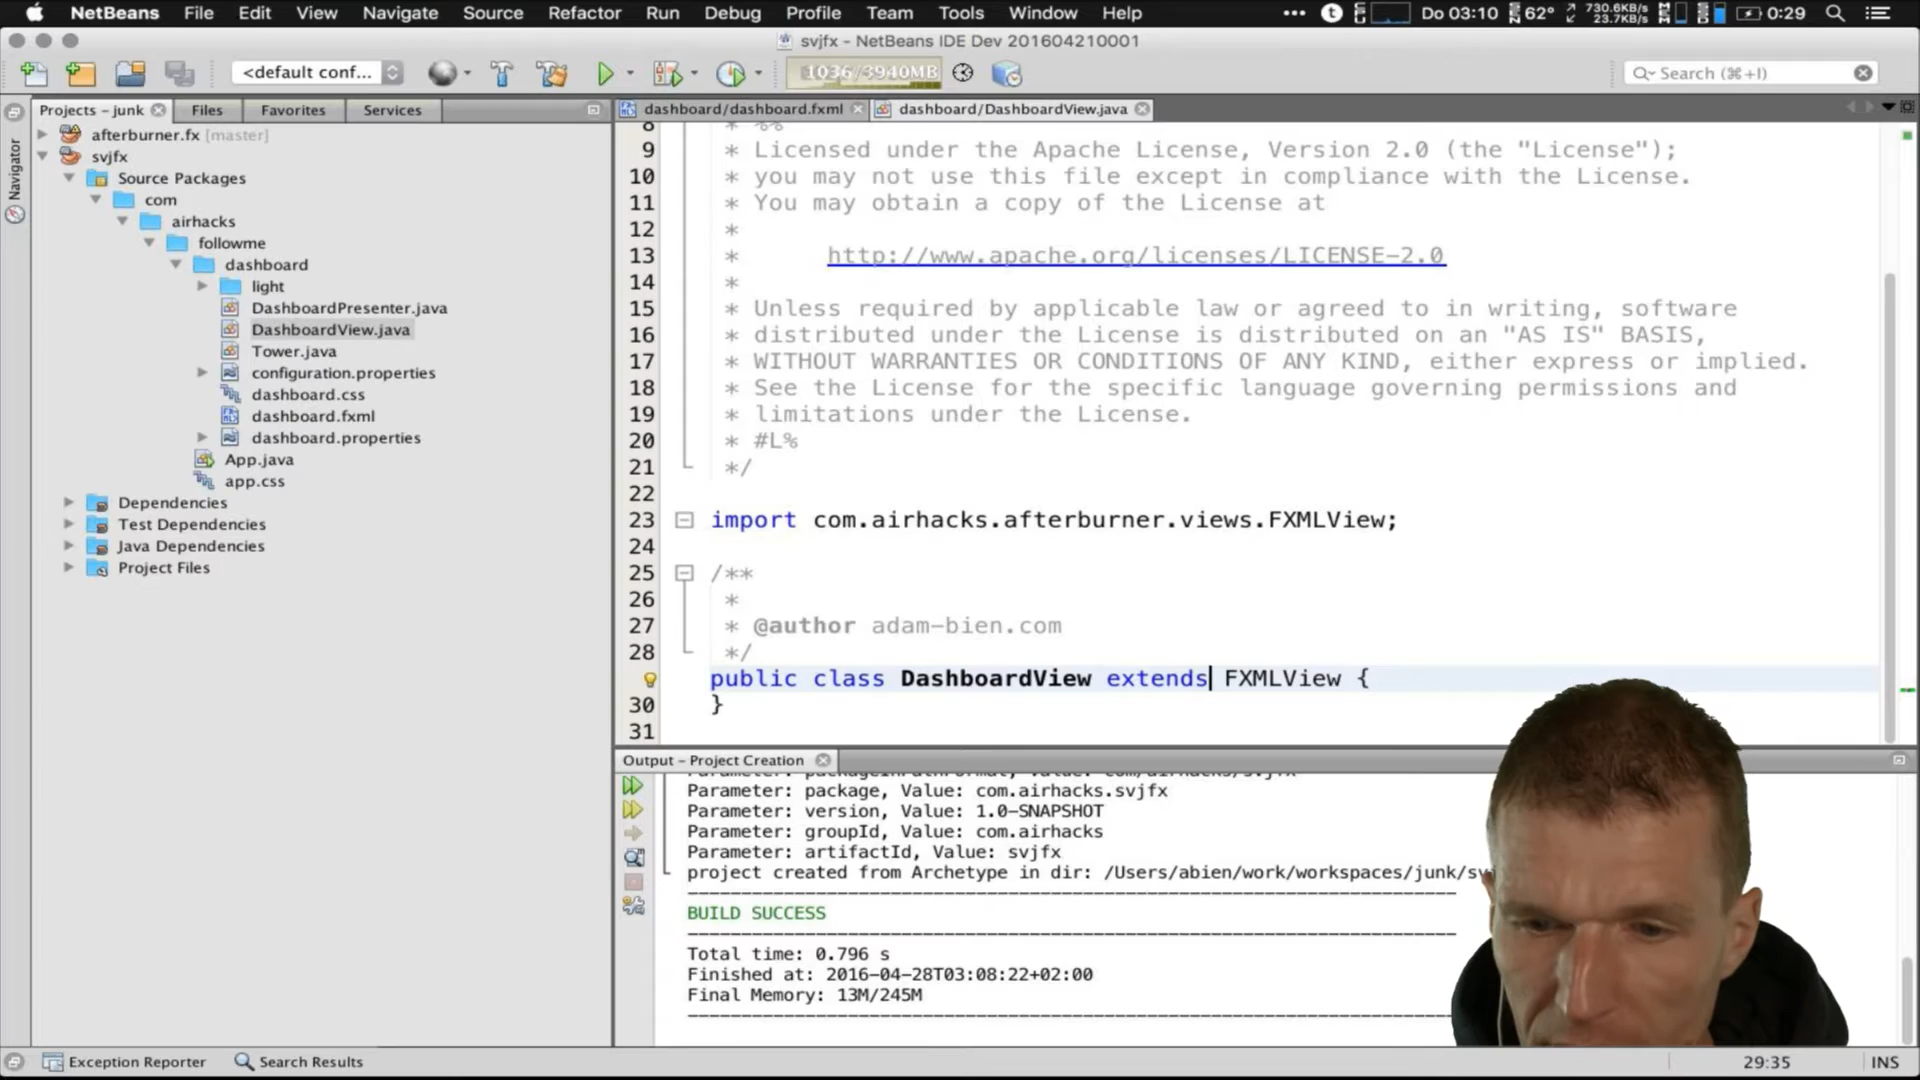 NetBeans File Edit View Navigate Source Refactor Run Debug Profile Team Tools Window Help
Do 03:10 62° 730.6KB/s 23.7KB/s 0:29
svjfx - NetBeans IDE Dev 201604210001
<default conf... 1036/3940MB Search (⌘+I)
Projects - junk Files Favorites Services
dashboard/dashboard.fxml dashboard/DashboardView.java
Navigator
afterburner.fx [master]
svjfx
Source Packages
com
airhacks
followme
dashboard
light
DashboardPresenter.java
DashboardView.java
Tower.java
configuration.properties
dashboard.css
dashboard.fxml
dashboard.properties
App.java
app.css
Dependencies
Test Dependencies
Java Dependencies
Project Files
8 * %%
9 * Licensed under the Apache License, Version 2.0 (the "License");
10 * you may not use this file except in compliance with the License.
11 * You may obtain a copy of the License at
12 *
13 * http://www.apache.org/licenses/LICENSE-2.0
14 *
15 * Unless required by applicable law or agreed to in writing, software
16 * distributed under the License is distributed on an "AS IS" BASIS,
17 * WITHOUT WARRANTIES OR CONDITIONS OF ANY KIND, either express or implied.
18 * See the License for the specific language governing permissions and
19 * limitations under the License.
20 * #L%
21 */
22
23 import com.airhacks.afterburner.views.FXMLView;
24
25 /**
26 *
27 * @author adam-bien.com
28 */
public class DashboardView extends FXMLView {
30 }
31
Output - Project Creation
Parameter: packageInPathFormat, Value: com/airhacks/svjfx
Parameter: package, Value: com.airhacks.svjfx
Parameter: version, Value: 1.0-SNAPSHOT
Parameter: groupId, Value: com.airhacks
Parameter: artifactId, Value: svjfx
project created from Archetype in dir: /Users/abien/work/workspaces/junk/sv
BUILD SUCCESS
Total time: 0.796 s
Finished at: 2016-04-28T03:08:22+02:00
Final Memory: 13M/245M
Exception Reporter Search Results 29:35 INS